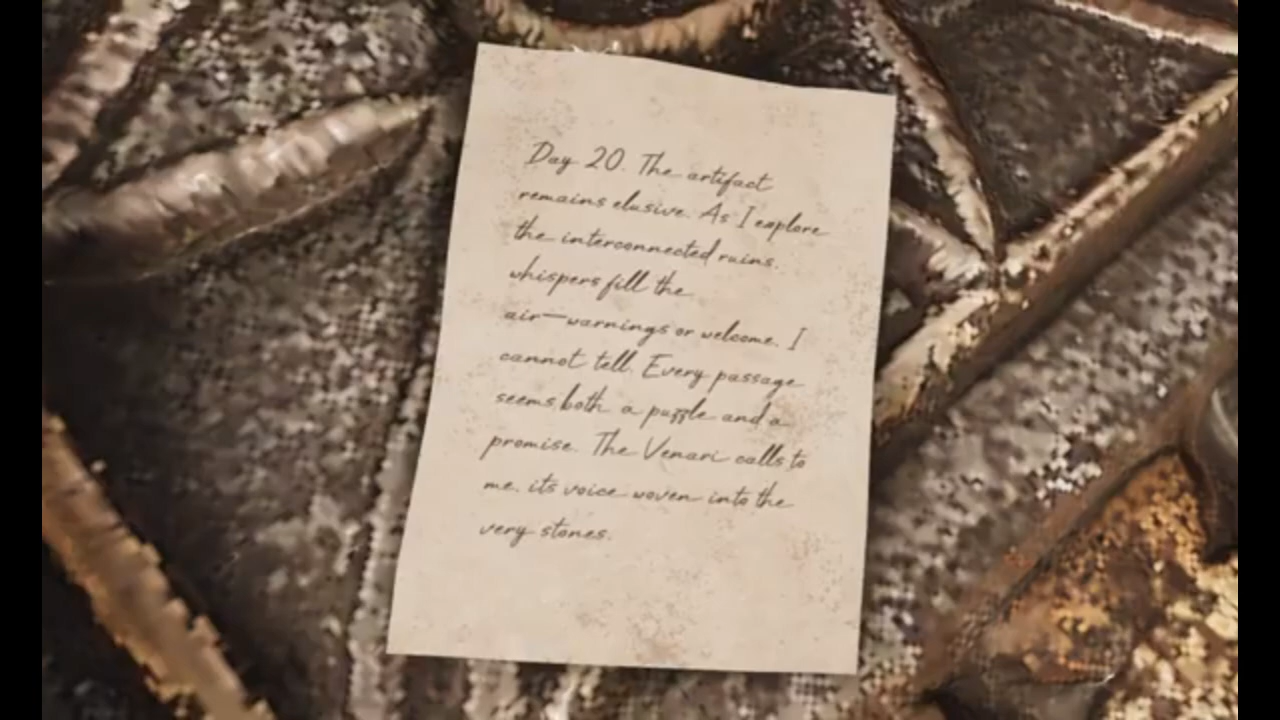 Day 20. The artifact
remains elusive. As I explore
the interconnected ruins,
whispers fill the
air—warnings or welcome, I
cannot tell. Every passage
seems both a puzzle and a
promise. The Venari calls to
me, its voice woven into the
very stones.